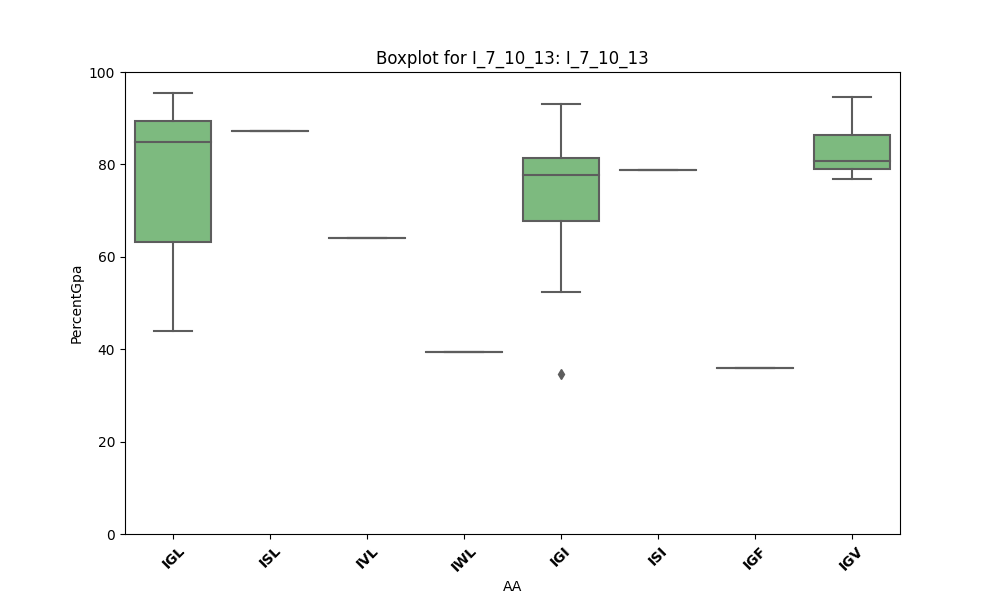 Boxplot for I_7_10_13: I_7_10_13
100
80
60
40
20
0
PercentGpa
IGL
ISL
IVL
IWL
IGI
ISI
IGF
IGV
AA